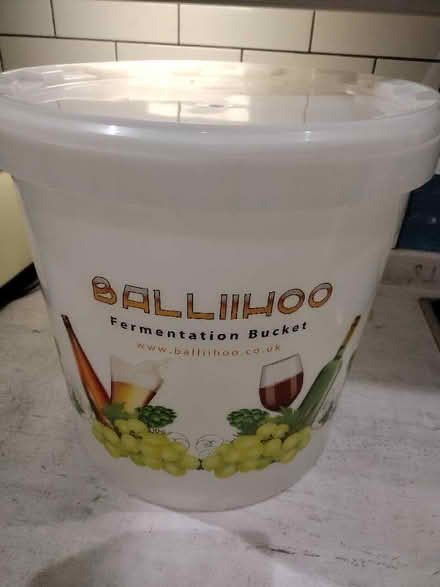 BALLIIHOO
Fermentation Bucket
www.balliihoo.co.uk